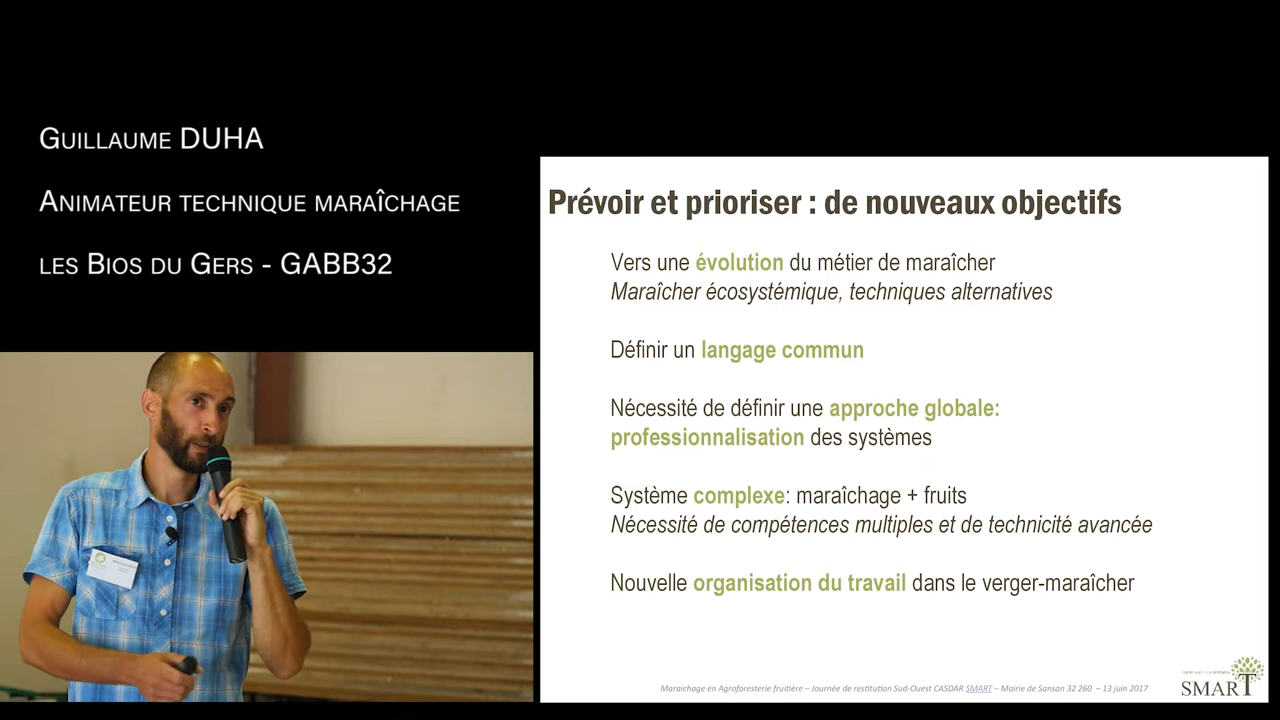 GUILLAUME DUHA
ANIMATEUR TECHNIQUE MARAÎCHAGE
LES BIOS DU GERS - GABB32
Prévoir et prioriser : de nouveaux objectifs
Vers une évolution du métier de maraîcher
Maraîcher écosystémique, techniques alternatives
Définir un langage commun
Nécessité de définir une approche globale:
professionnalisation des systèmes
Système complexe: maraîchage + fruits
Nécessité de compétences multiples et de technicité avancée
Nouvelle organisation du travail dans le verger-maraîcher
Maraichage en Agroforesterie fruitière – Journée de restitution Sud-Ouest CASDAR SMART – Mairie de Sansan 32 260 – 13 juin 2017
SMART